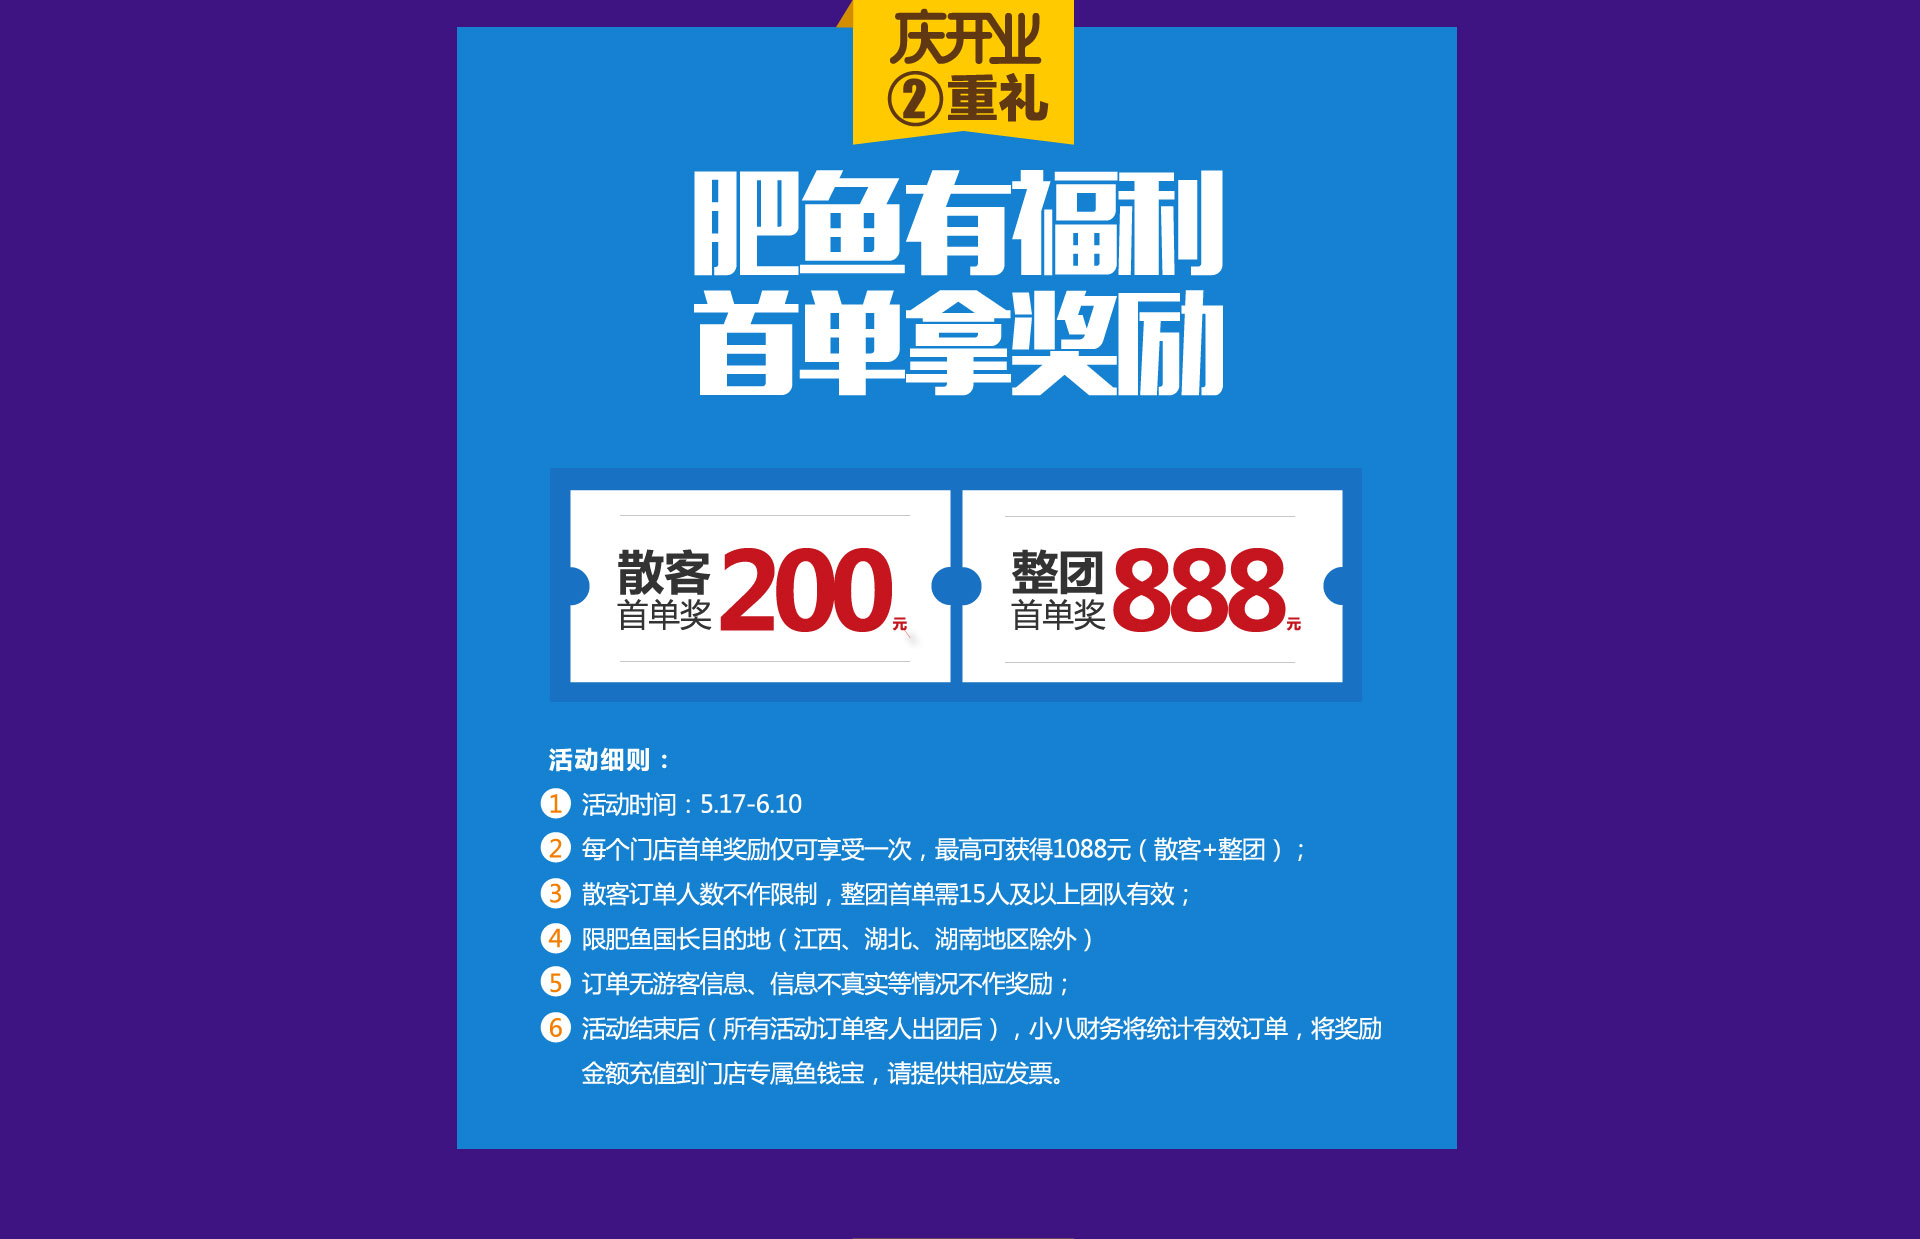 庆开业
②重礼
肥鱼有福利
首单拿奖励
散客
首单奖
200元
整团
首单奖
888元
活动细则：
1 活动时间：5.17-6.10
2 每个门店首单奖励仅可享受一次，最高可获得1088元（散客+整团）；
3 散客订单人数不作限制，整团首单需15人及以上团队有效；
4 限肥鱼国长目的地（江西、湖北、湖南地区除外）
5 订单无游客信息、信息不真实等情况不作奖励；
6 活动结束后（所有活动订单客人出团后），小八财务将统计有效订单，将奖励
金额充值到门店专属鱼钱宝，请提供相应发票。